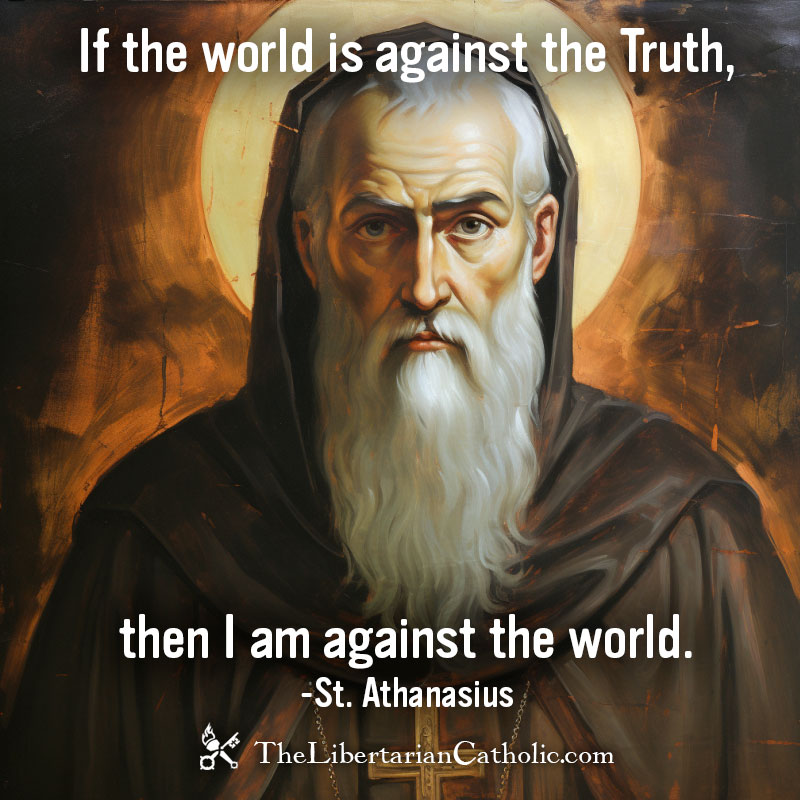 If the world is against the Truth,
then I am against the world.
-St. Athanasius
TheLibertarianCatholic.com